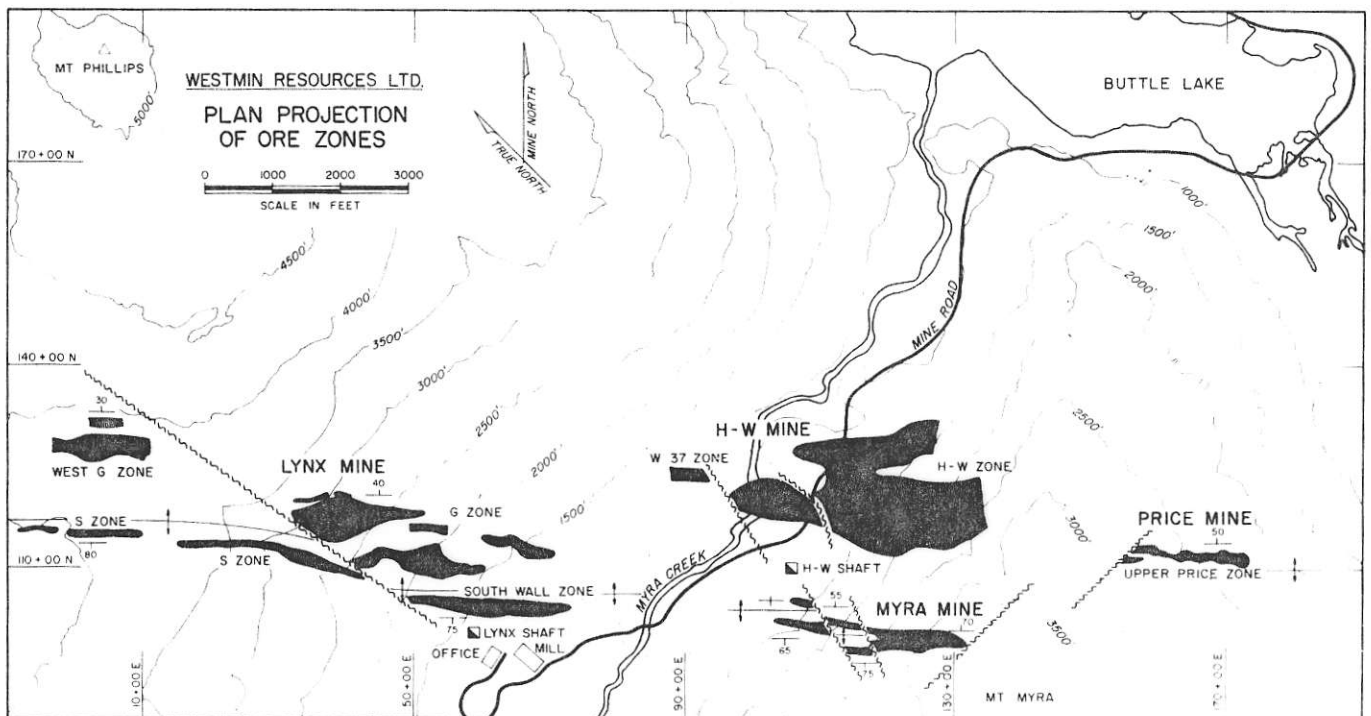 MT PHILLIPS
5000'
WESTMIN RESOURCES LTD.
PLAN PROJECTION
OF ORE ZONES
0 1000 2000 3000
SCALE IN FEET
TRUE NORTH
MINE NORTH
BUTTLE LAKE
170+00 N
1000'
1500'
2000'
4500'
4000'
3500'
3000'
2500'
2000'
1500'
MINE ROAD
140+00 N
30
WEST G ZONE
LYNX MINE
40
G ZONE
S ZONE
80
S ZONE
110+00 N
SOUTH WALL ZONE
75
LYNX SHAFT
OFFICE
MILL
MYRA CREEK
H-W MINE
W 37 ZONE
H-W ZONE
H-W SHAFT
2500'
3000'
3500'
PRICE MINE
50
UPPER PRICE ZONE
MYRA MINE
55
70
65
75
MT MYRA
10+00 E
50+00 E
90+00 E
130+00 E
170+00 E